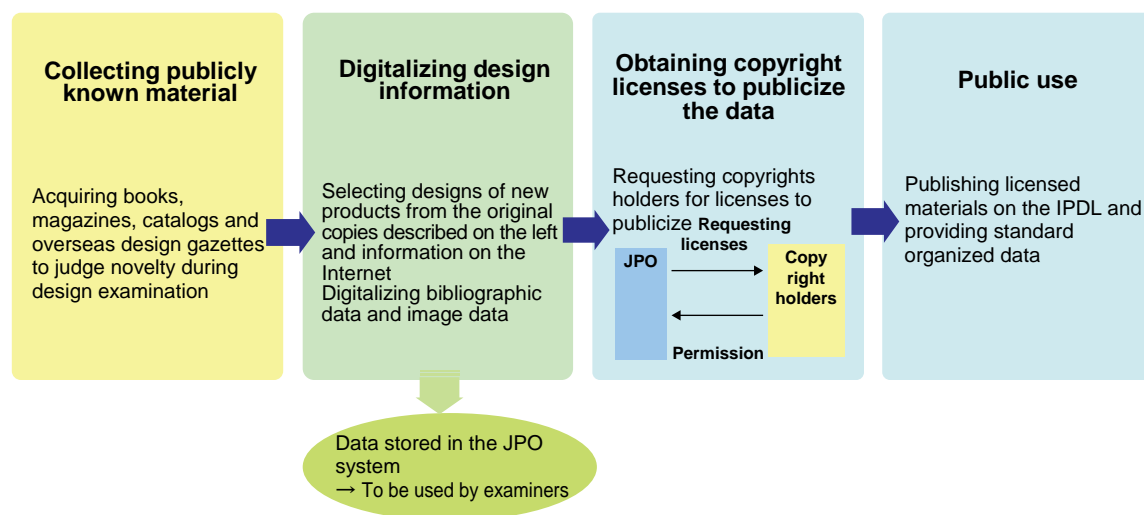 Collecting publicly
known material
Acquiring books,
magazines, catalogs and
overseas design gazettes
to judge novelty during
design examination
Digitalizing design
information
Selecting designs of new
products from the original
copies described on the left
and information on the
Internet
Digitalizing bibliographic
data and image data
Data stored in the JPO
system
→ To be used by examiners
Obtaining copyright
licenses to publicize
the data
Requesting copyrights
holders for licenses to
publicize
Requesting
licenses
JPO
Copy
right
holders
Permission
Public use
Publishing licensed
materials on the IPDL and
providing standard
organized data